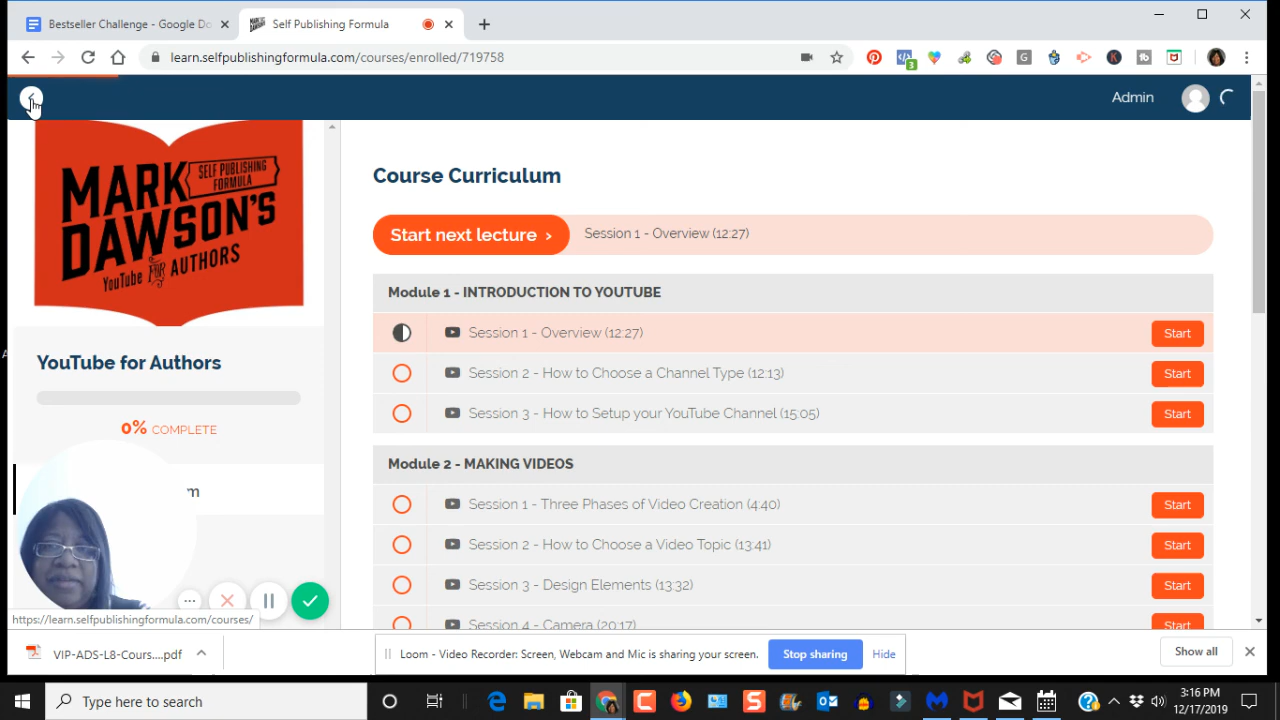 Bestseller Challenge - Google Do
Self Publishing Formula
learn.selfpublishingformula.com/courses/enrolled/719758
3
Admin
MARK
DAWSON'S
SELF PUBLISHING
FORMULA
YouTube FOR AUTHORS
YouTube for Authors
0% COMPLETE
m
Course Curriculum
Start next lecture ›
Session 1 - Overview (12:27)
Module 1 - INTRODUCTION TO YOUTUBE
Session 1 - Overview (12:27)
Start
Session 2 - How to Choose a Channel Type (12:13)
Start
Session 3 - How to Setup your YouTube Channel (15:05)
Start
Module 2 - MAKING VIDEOS
Session 1 - Three Phases of Video Creation (4:40)
Start
Session 2 - How to Choose a Video Topic (13:41)
Start
Session 3 - Design Elements (13:32)
Start
Session 4 - Camera (20:17)
Start
https://learn.selfpublishingformula.com/courses/
VIP-ADS-L8-Cours....pdf
Loom - Video Recorder: Screen, Webcam and Mic is sharing your screen.
Stop sharing
Hide
Show all
Type here to search
3:16 PM
12/17/2019